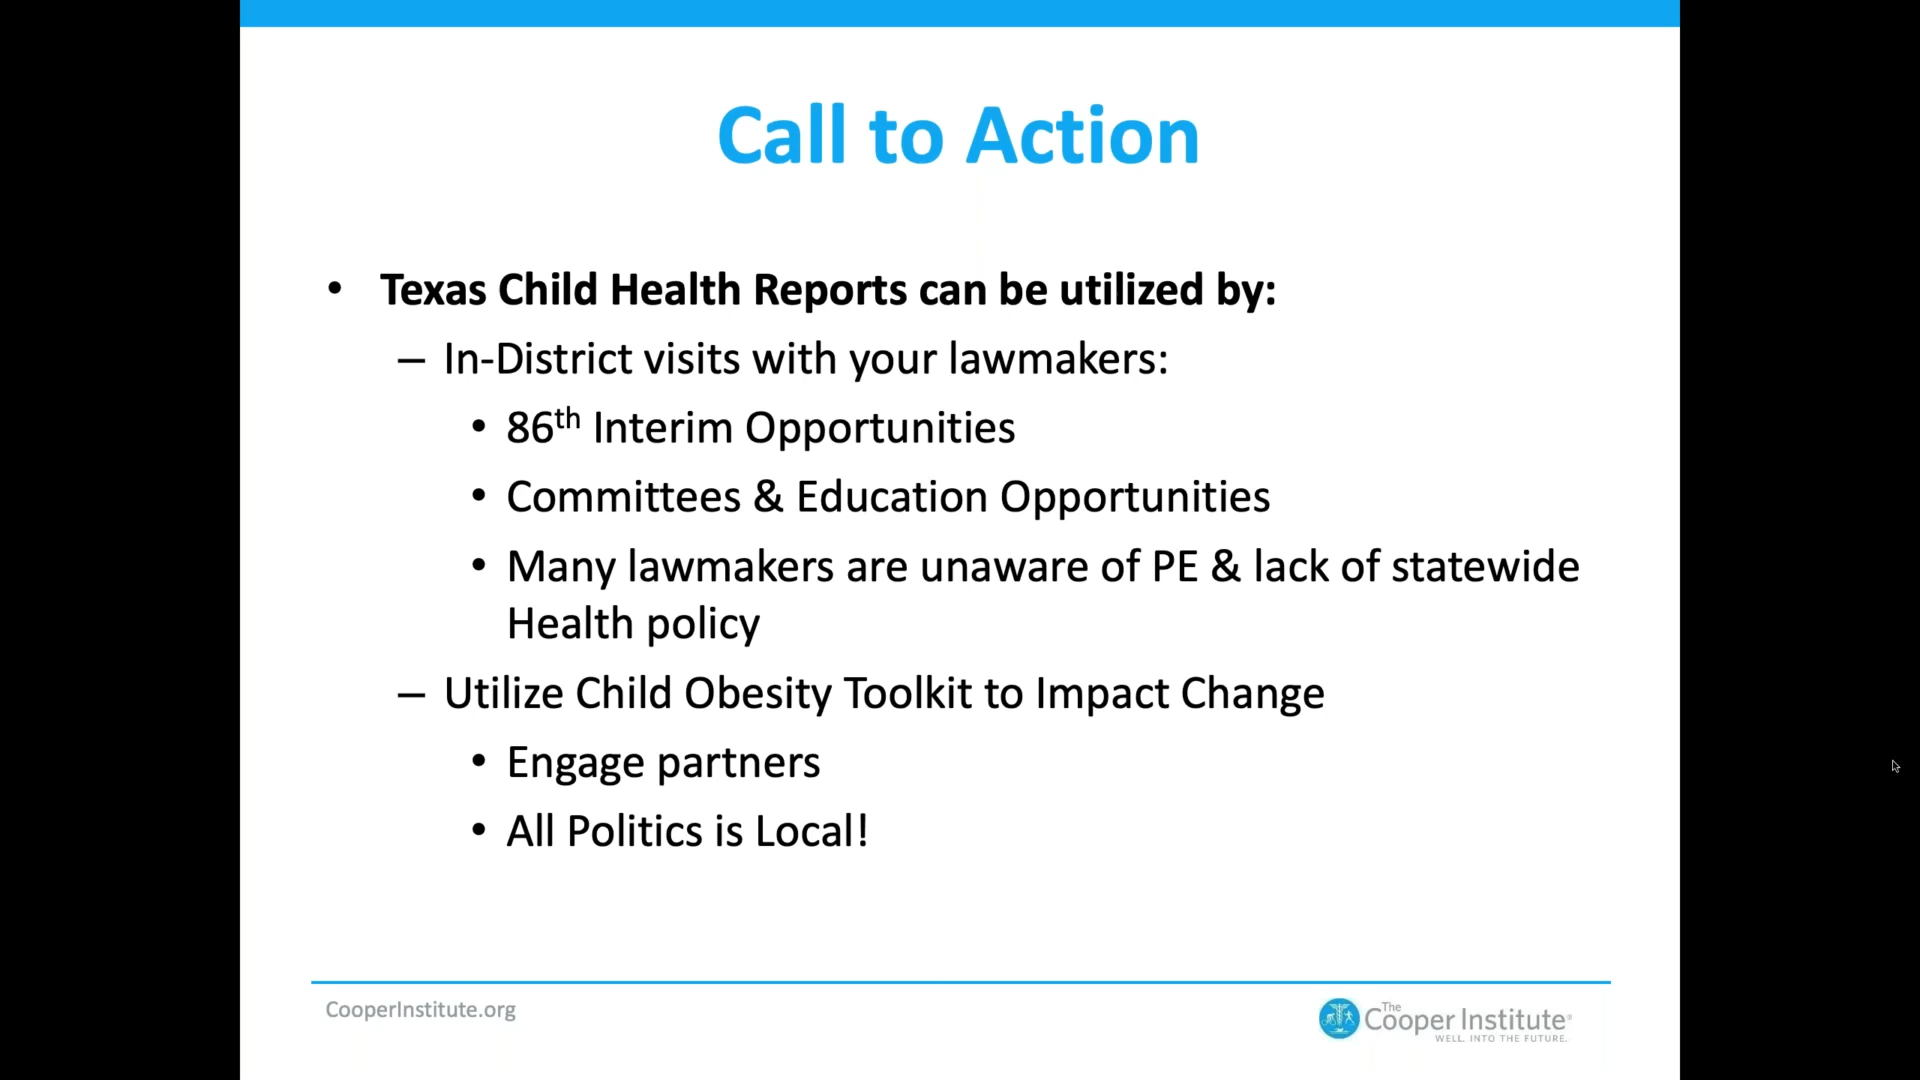 Call to Action
• Texas Child Health Reports can be utilized by:
– In-District visits with your lawmakers:
• 86th Interim Opportunities
• Committees & Education Opportunities
• Many lawmakers are unaware of PE & lack of statewide
Health policy
– Utilize Child Obesity Toolkit to Impact Change
• Engage partners
• All Politics is Local!
CooperInstitute.org
The
Cooper Institute®
WELL. INTO THE FUTURE.